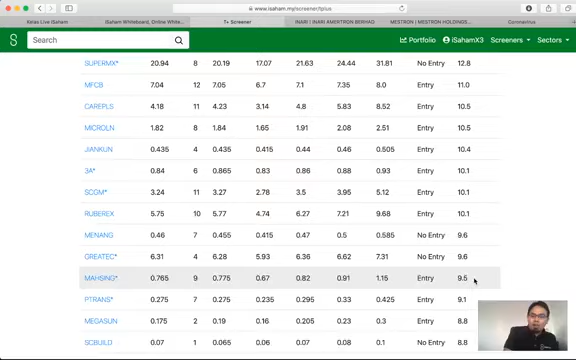 www.isaham.my/screener/tplus
Kelas Live iSaham
iSaham Whiteboard, Online White...
T+ Screener
INARI | INARI AMERTRON BERHAD
MESTRON | MESTRON HOLDINGS...
Coronavirus
S Search Portfolio iSahamX3 Screeners Sectors
SUPERMX* 20.94 8 20.19 17.07 21.63 24.44 31.81 No Entry 12.8
MFCB 7.04 12 7.05 6.7 7.1 7.35 8.0 Entry 11.0
CAREPLS 4.18 11 4.23 3.14 4.8 5.83 8.52 Entry 10.5
MICROLN 1.82 8 1.84 1.65 1.91 2.08 2.51 Entry 10.5
JIANKUN 0.435 4 0.435 0.415 0.44 0.46 0.505 Entry 10.4
3A* 0.84 6 0.865 0.83 0.86 0.88 0.93 Entry 10.1
SCGM* 3.24 11 3.27 2.78 3.5 3.95 5.12 Entry 10.1
RUBEREX 5.75 10 5.77 4.74 6.27 7.21 9.68 Entry 10.1
MENANG 0.46 7 0.455 0.415 0.47 0.5 0.585 No Entry 9.6
GREATEC* 6.31 4 6.28 5.93 6.36 6.62 7.31 No Entry 9.6
MAHSING* 0.765 9 0.775 0.67 0.82 0.91 1.15 Entry 9.5
PTRANS* 0.275 7 0.275 0.235 0.295 0.33 0.425 Entry 9.1
MEGASUN 0.175 2 0.19 0.16 0.205 0.23 0.3 Entry 8.8
SCBUILD 0.07 1 0.065 0.06 0.07 0.08 0.1 No Entry 8.8